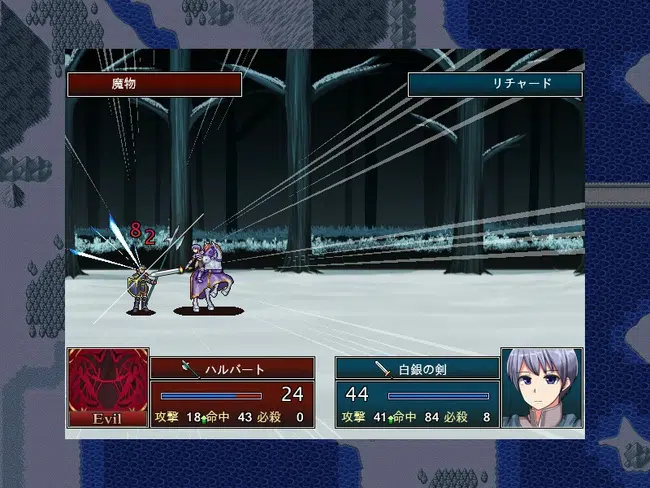 魔物
リチャード
82
ハルバート
24
攻撃 18 命中 43 必殺 0
Evil
白銀の剣
44
攻撃 41 命中 84 必殺 8